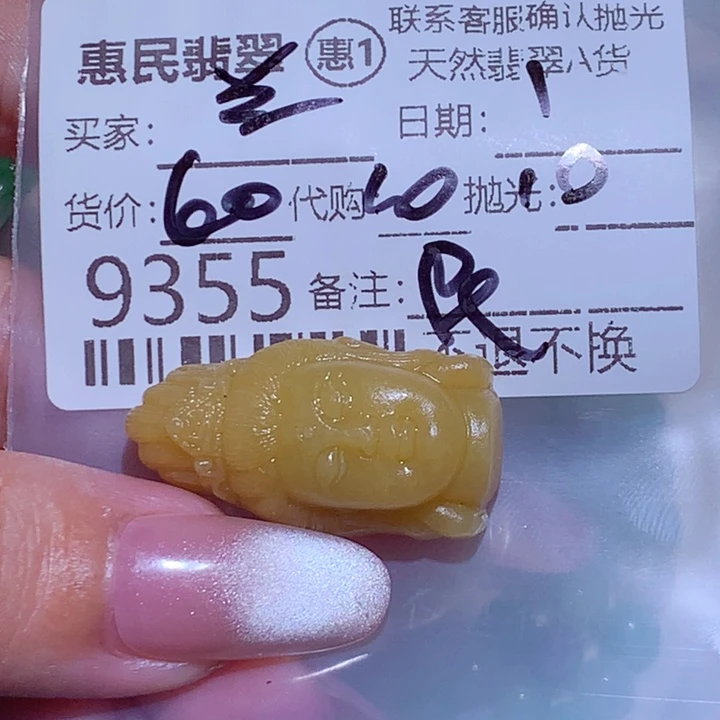 惠民翡翠 惠1 联系客服确认抛光
天然翡翠A货
买家: 日期: 1
货价: 60 代购 10 抛光: 10
9355 备注:
不退不换